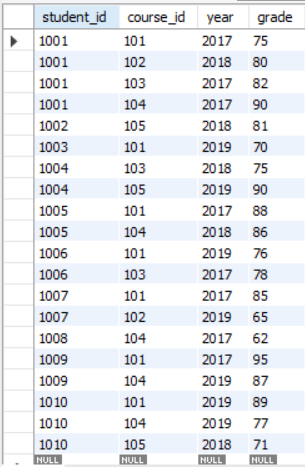 student_id course_id year grade
1001 101 2017 75
1001 102 2018 80
1001 103 2017 82
1001 104 2017 90
1002 105 2018 81
1003 101 2019 70
1004 103 2018 75
1004 105 2019 90
1005 101 2017 88
1005 104 2018 86
1006 101 2019 76
1006 103 2017 78
1007 101 2017 85
1007 102 2019 65
1008 104 2017 62
1009 101 2017 95
1009 104 2019 87
1010 101 2019 89
1010 104 2019 77
1010 105 2018 71
NULL NULL NULL NULL